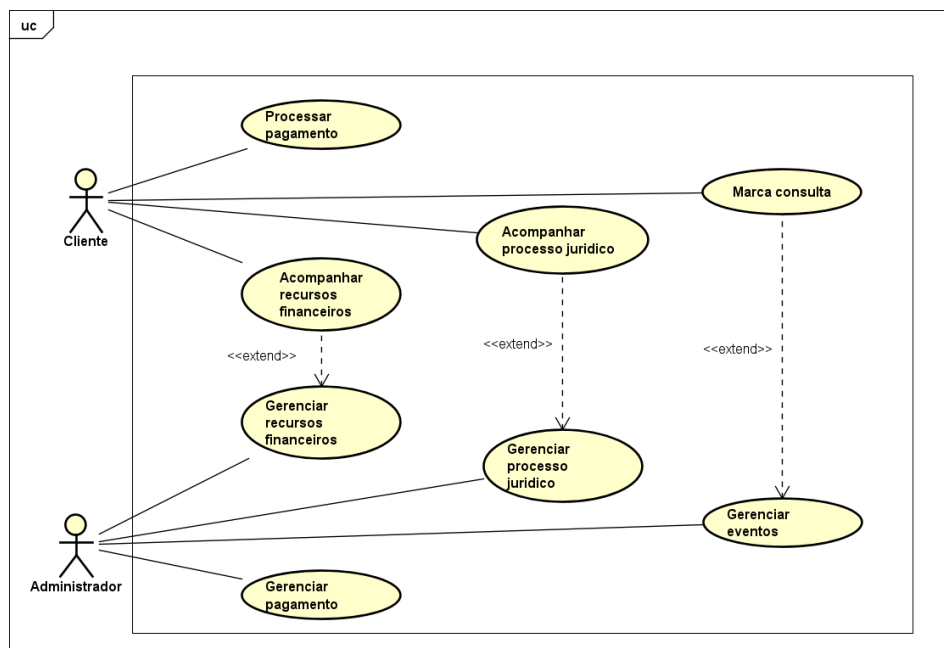 uc
Processar
pagamento
Marca consulta
Cliente
Acompanhar
processo juridico
Acompanhar
recursos
financeiros
<<extend>>
<<extend>>
<<extend>>
Gerenciar
recursos
financeiros
Gerenciar
processo
juridico
Gerenciar
eventos
Administrador
Gerenciar
pagamento